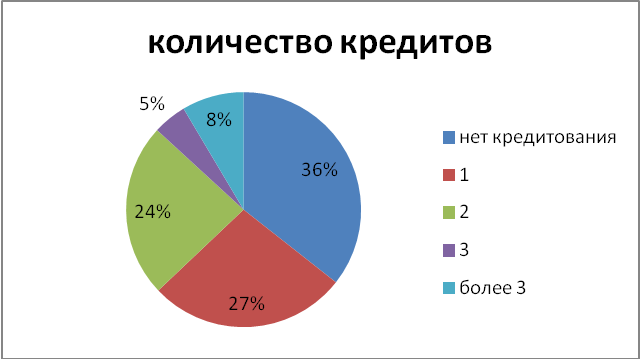 количество кредитов
5%
8%
36%
24%
27%
нет кредитования
1
2
3
более 3